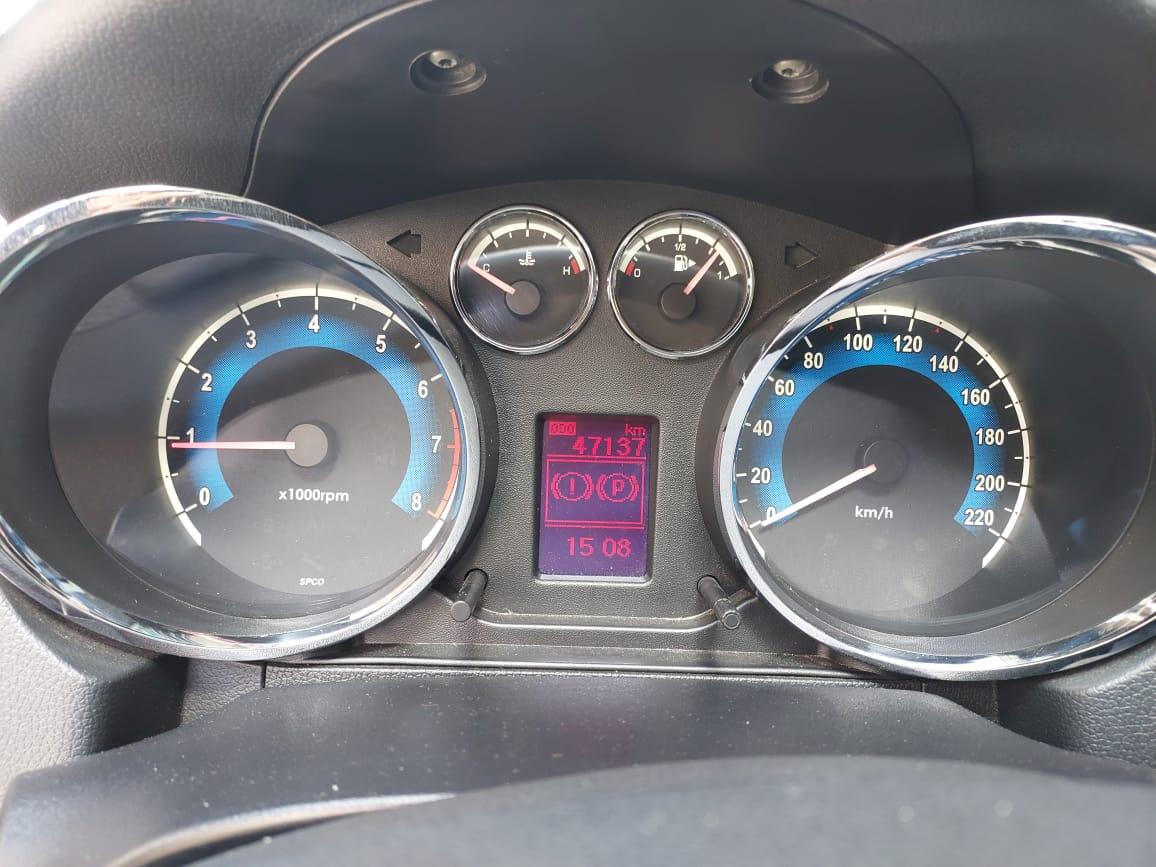 C H
0 1/2 1
0 1 2 3 4 5 6 7 8
x1000rpm
SPCO
ODO km
47137
(!) (P)
15 08
0 20 40 60 80 100 120 140 160 180 200 220
km/h